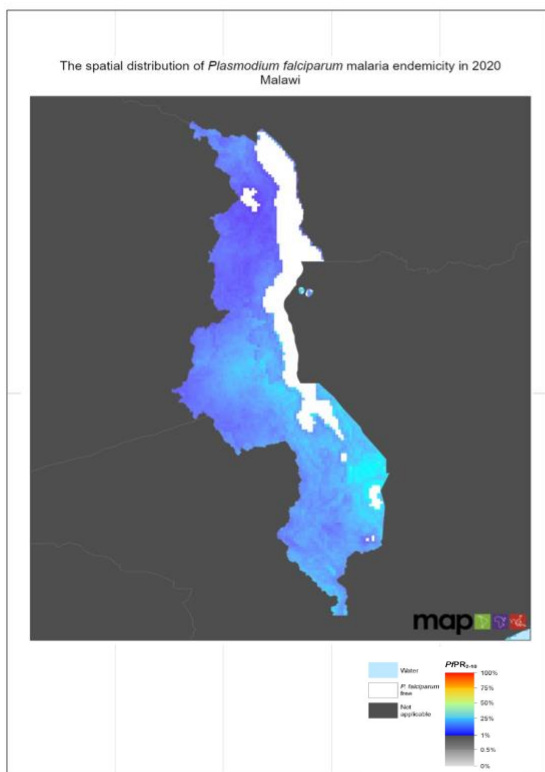 The spatial distribution of Plasmodium falciparum malaria endemicity in 2020
Malawi
map
Water
P. falciparum
free
Not
applicable
PfPR₂₋₁₀
100%
75%
50%
25%
1%
0.5%
0%